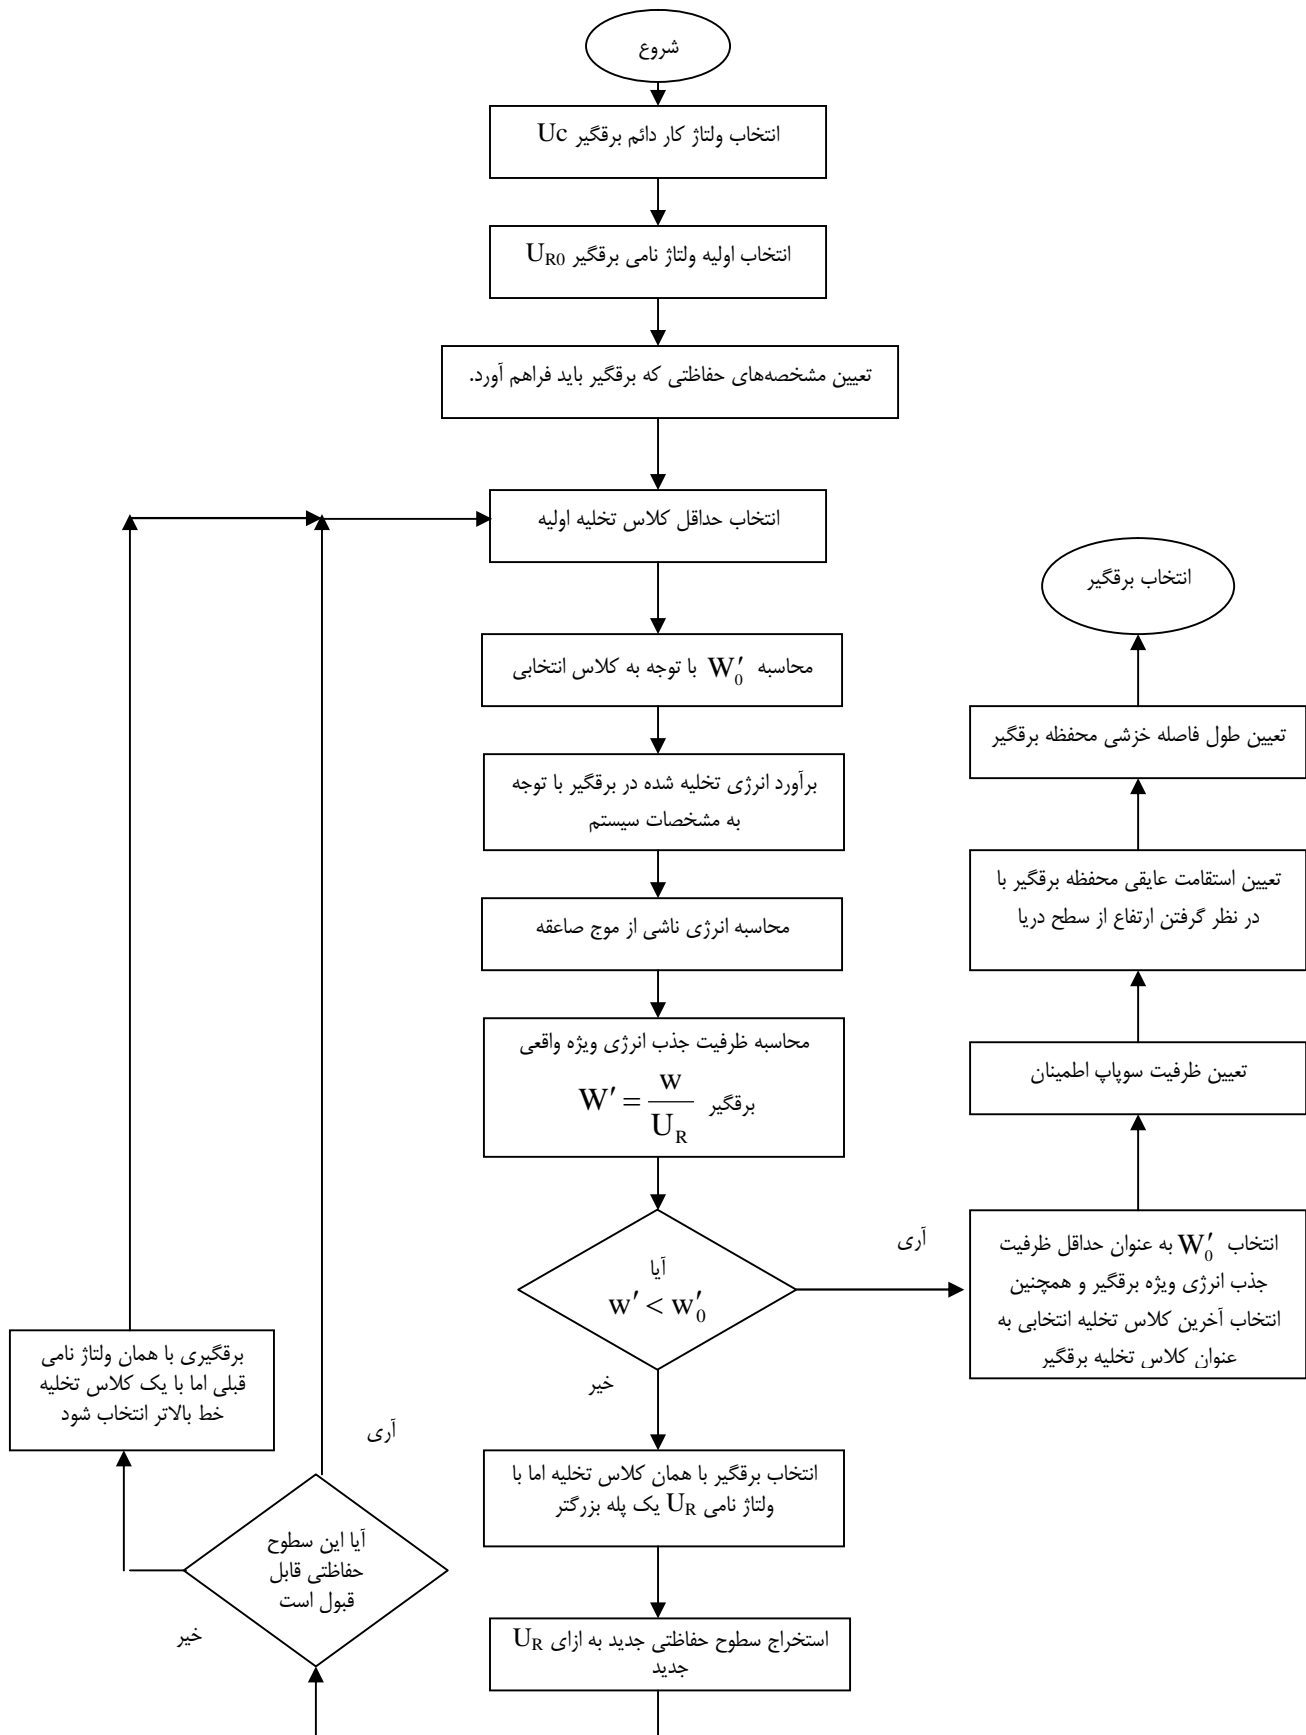 شروع
انتخاب ولتاژ کار دائم برقگیر Uc
انتخاب اولیه ولتاژ نامی برقگیر UR0
تعیین مشخصه‌های حفاظتی که برقگیر باید فراهم آورد.
انتخاب حداقل کلاس تخلیه اولیه
محاسبه W′0 با توجه به کلاس انتخابی
برآورد انرژی تخلیه شده در برقگیر با توجه
به مشخصات سیستم
محاسبه انرژی ناشی از موج صاعقه
محاسبه ظرفیت جذب انرژی ویژه واقعی
برقگیر W′ = w / UR
آیا
w′ < w′0
آری
خیر
انتخاب W′0 به عنوان حداقل ظرفیت
جذب انرژی ویژه برقگیر و همچنین
انتخاب آخرین کلاس تخلیه انتخابی به
عنوان کلاس تخلیه برقگیر
تعیین ظرفیت سوپاپ اطمینان
تعیین استقامت عایقی محفظه برقگیر با
در نظر گرفتن ارتفاع از سطح دریا
تعیین طول فاصله خزشی محفظه برقگیر
انتخاب برقگیر
انتخاب برقگیر با همان کلاس تخلیه اما با
ولتاژ نامی UR یک پله بزرگتر
استخراج سطوح حفاظتی جدید به ازای UR
جدید
آیا این سطوح
حفاظتی قابل
قبول است
آری
خیر
برقگیری با همان ولتاژ نامی
قبلی اما با یک کلاس تخلیه
خط بالاتر انتخاب شود